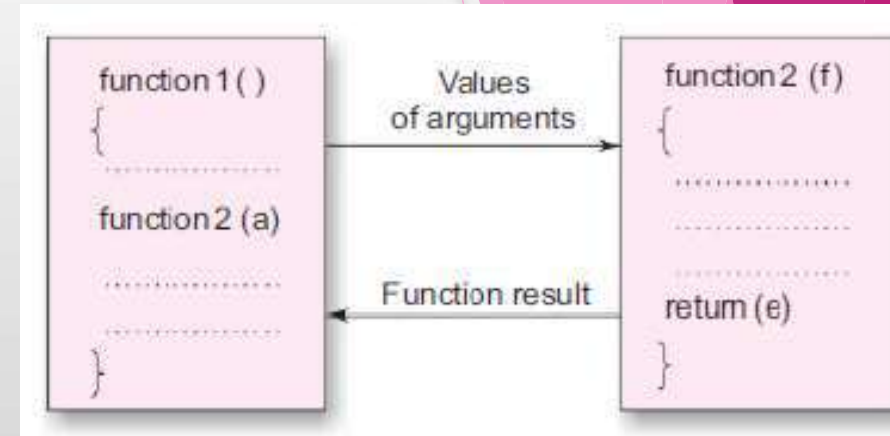 function1 ( )
{
..................
function2 (a)
..................
..................
}
Values
of arguments
Function result
function2 (f)
{
..................
..................
..................
return (e)
}